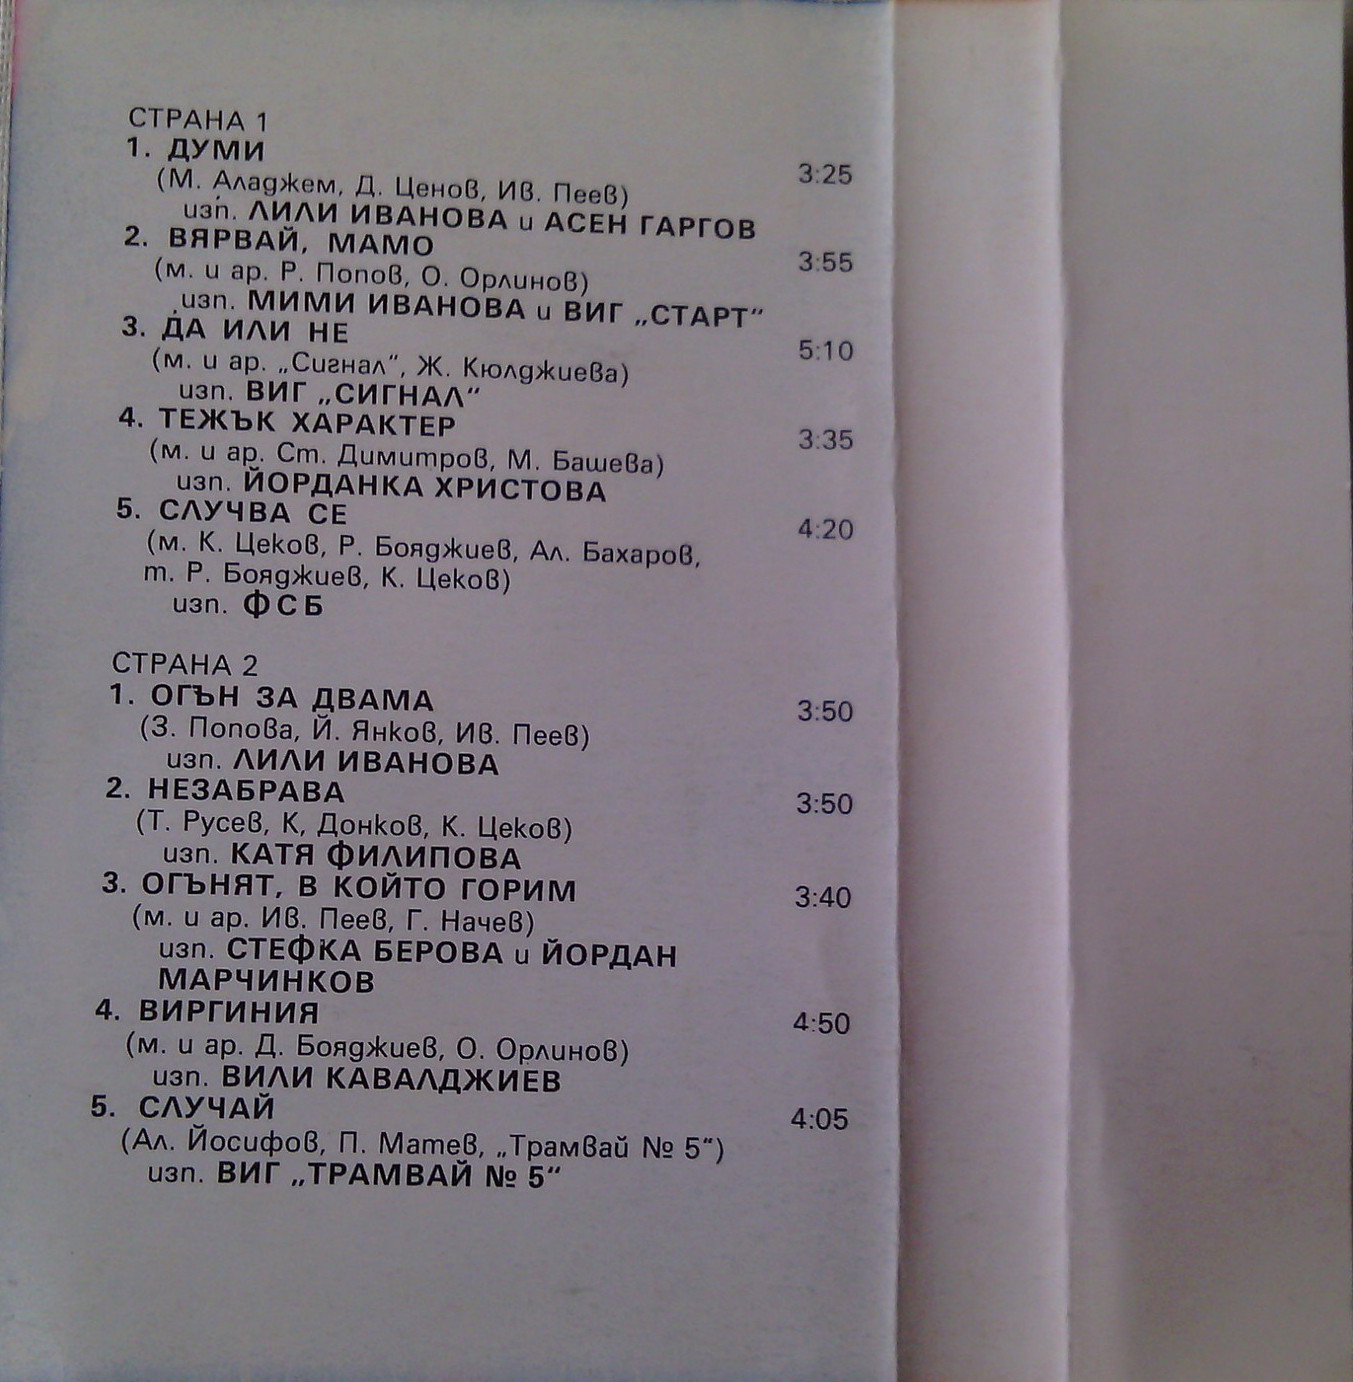 СТРАНА 1
1. ДУМИ 3:25
(М. Аладжем, Д. Ценов, Ив. Пеев)
изп. ЛИЛИ ИВАНОВА и АСЕН ГАРГОВ
2. ВЯРВАЙ, МАМО 3:55
(м. и ар. Р. Попов, О. Орлинов)
изп. МИМИ ИВАНОВА и ВИГ „СТАРТ“
3. ДА ИЛИ НЕ 5:10
(м. и ар. „Сигнал“, Ж. Кюлджиева)
изп. ВИГ „СИГНАЛ“
4. ТЕЖЪК ХАРАКТЕР 3:35
(м. и ар. Ст. Димитров, М. Башева)
изп. ЙОРДАНКА ХРИСТОВА
5. СЛУЧВА СЕ 4:20
(м. К. Цеков, Р. Бояджиев, Ал. Бахаров,
т. Р. Бояджиев, К. Цеков)
изп. ФСБ
СТРАНА 2
1. ОГЪН ЗА ДВАМА 3:50
(З. Попова, Й. Янков, Ив. Пеев)
изп. ЛИЛИ ИВАНОВА
2. НЕЗАБРАВА 3:50
(Т. Русев, К, Донков, К. Цеков)
изп. КАТЯ ФИЛИПОВА
3. ОГЪНЯТ, В КОЙТО ГОРИМ 3:40
(м. и ар. Ив. Пеев, Г. Начев)
изп. СТЕФКА БЕРОВА и ЙОРДАН
МАРЧИНКОВ
4. ВИРГИНИЯ 4:50
(м. и ар. Д. Бояджиев, О. Орлинов)
изп. ВИЛИ КАВАЛДЖИЕВ
5. СЛУЧАЙ 4:05
(Ал. Йосифов, П. Матев, „Трамвай № 5“)
изп. ВИГ „ТРАМВАЙ № 5“